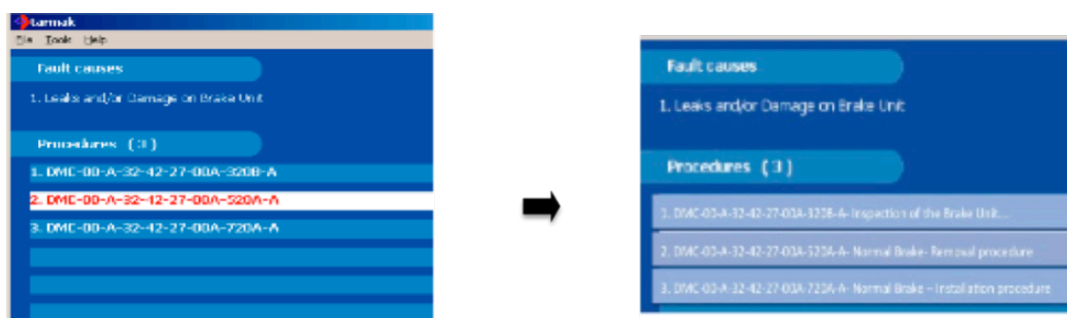 tarmak
File Tools Help
Fault causes
1. Leaks and/or Damage on Brake Unit
Procedures (3)
1. DMC-00-A-32-42-27-00A-320B-A
2. DMC-00-A-32-42-27-00A-520A-A
3. DMC-00-A-32-42-27-00A-720A-A
Fault causes
1. Leaks and/or Damage on Brake Unit
Procedures (3)
1. DMC-00-A-32-42-27-00A-320B-A- Inspection of the Brake Unit...
2. DMC-00-A-32-42-27-00A-520A-A- Normal Brake- Removal procedure
3. DMC-00-A-32-42-27-00A-720A-A- Normal Brake – Installation procedure